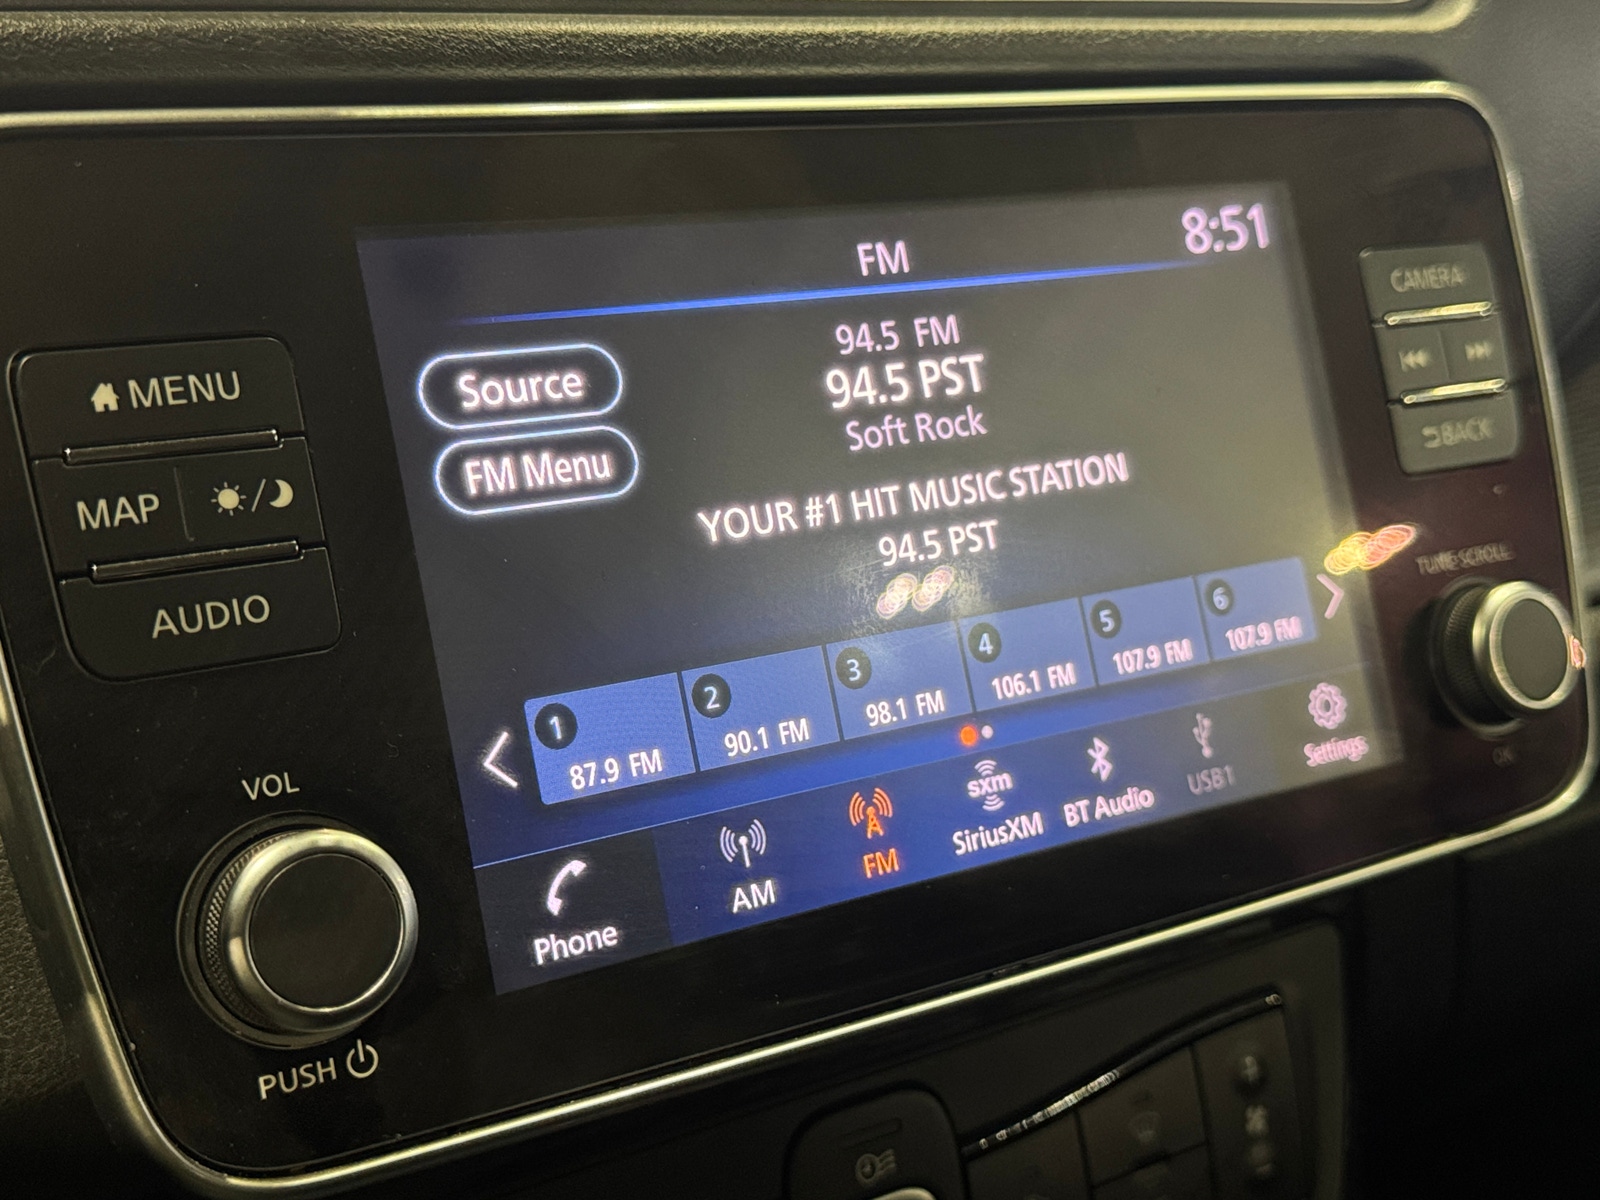 FM
8:51
CAMERA
MENU
MAP
AUDIO
Source
FM Menu
94.5 FM
94.5 PST
Soft Rock
YOUR #1 HIT MUSIC STATION
94.5 PST
BACK
TUNE·SCROLL
1
87.9 FM
2
90.1 FM
3
98.1 FM
4
106.1 FM
5
107.9 FM
6
107.9 FM
Phone
AM
FM
sxm
SiriusXM
BT Audio
USB1
Settings
OK
VOL
PUSH